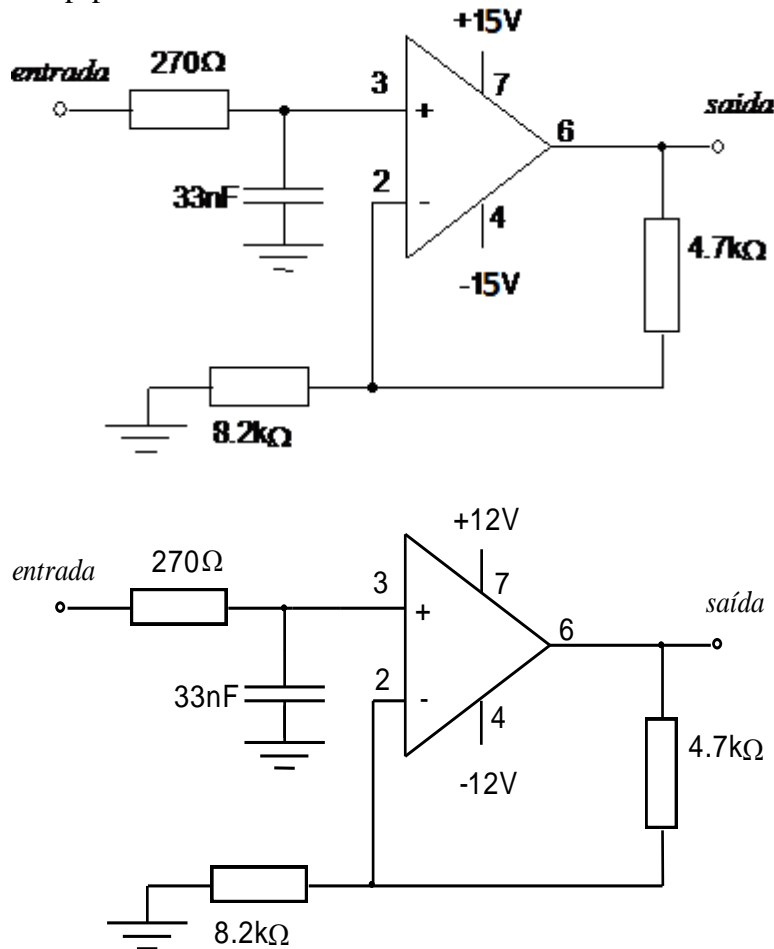 +15V
270Ω
entrada
3
7
saída
+
6
2
33nF
-
4
4.7kΩ
-15V
8.2kΩ
+12V
270Ω
entrada
3
7
saída
+
6
2
33nF
-
4
4.7kΩ
-12V
8.2kΩ